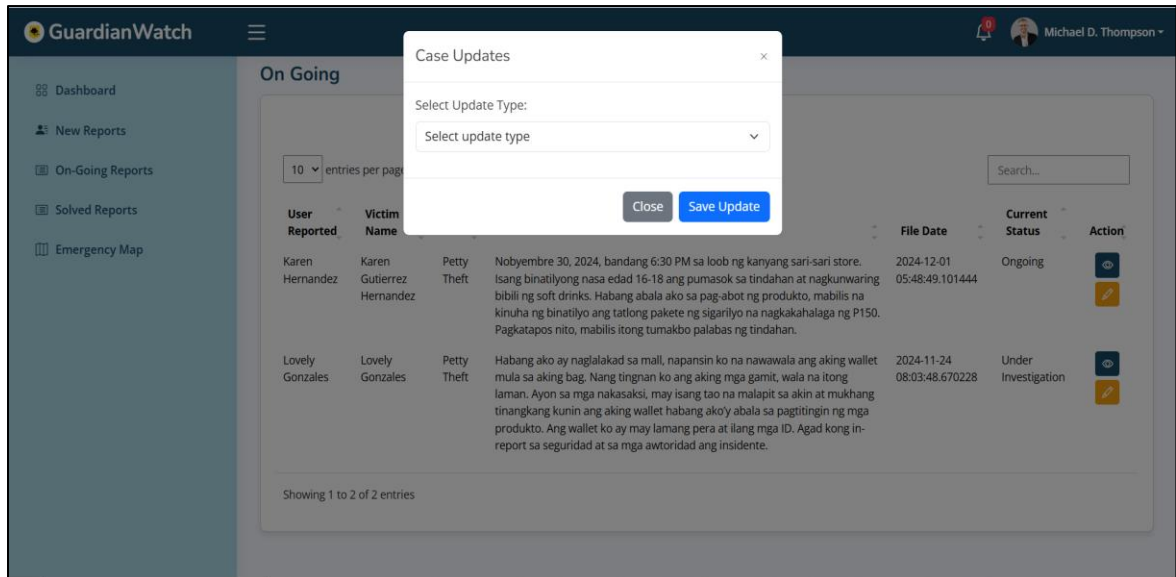 GuardianWatch
0
Michael D. Thompson
Dashboard
New Reports
On-Going Reports
Solved Reports
Emergency Map
On Going
Case Updates
×
Select Update Type:
Select update type
Close
Save Update
10 entries per page
Search...
User Reported
Victim Name
File Date
Current Status
Action
Karen
Hernandez
Karen
Gutierrez
Hernandez
Petty
Theft
Nobyembre 30, 2024, bandang 6:30 PM sa loob ng kanyang sari-sari store.
Isang binatilyong nasa edad 16-18 ang pumasok sa tindahan at nagkunwaring
bibili ng soft drinks. Habang abala ako sa pag-abot ng produkto, mabilis na
kinuha ng binatilyo ang tatlong pakete ng sigarilyo na nagkakahalaga ng P150.
Pagkatapos nito, mabilis itong tumakbo palabas ng tindahan.
2024-12-01
05:48:49.101444
Ongoing
Lovely
Gonzales
Lovely
Gonzales
Petty
Theft
Habang ako ay naglalakad sa mall, napansin ko na nawawala ang aking wallet
mula sa aking bag. Nang tingnan ko ang aking mga gamit, wala na itong
laman. Ayon sa mga nakasaksi, may isang tao na malapit sa akin at mukhang
tinangkang kunin ang aking wallet habang ako'y abala sa pagtitingin ng mga
produkto. Ang wallet ko ay may lamang pera at ilang mga ID. Agad kong in-
report sa seguridad at sa mga awtoridad ang insidente.
2024-11-24
08:03:48.670228
Under
Investigation
Showing 1 to 2 of 2 entries